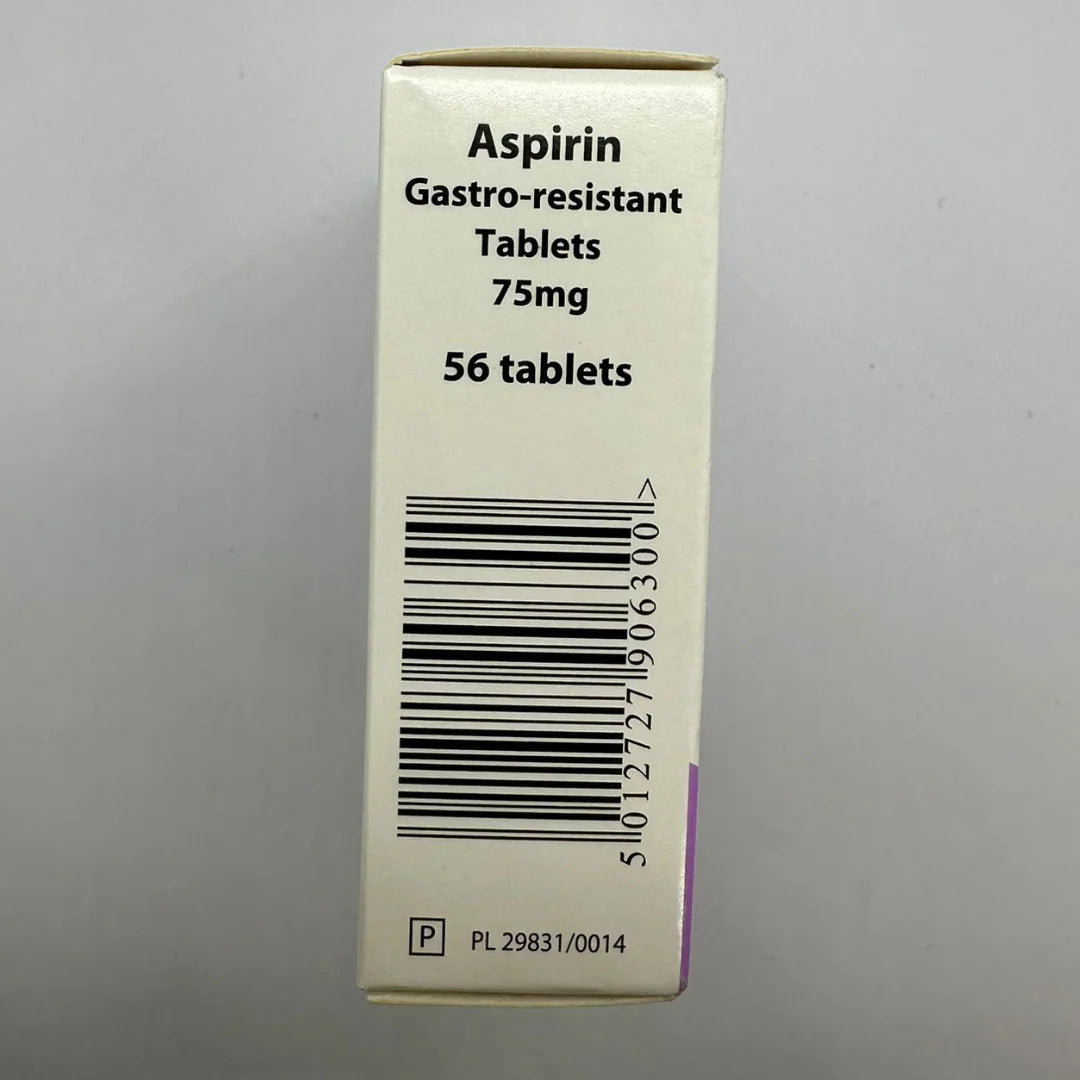 Aspirin
Gastro-resistant
Tablets
75mg
56 tablets
5 012727 906300 >
P PL 29831/0014